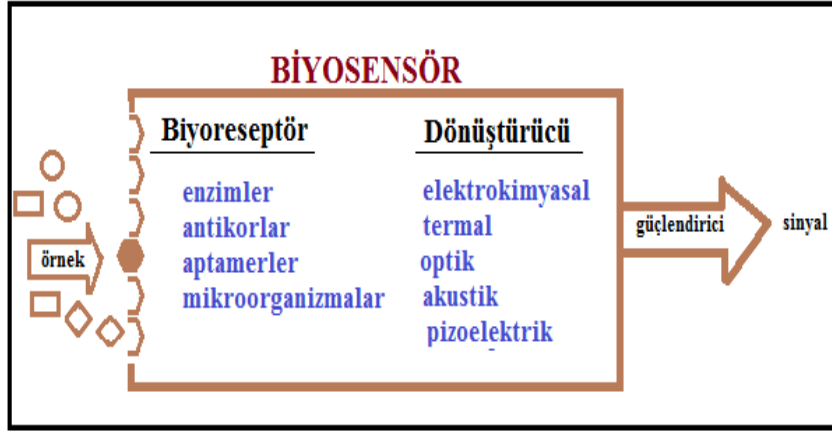 BİYOSENSÖR
Biyoreseptör
enzimler
antikorlar
aptamerler
mikroorganizmalar
Dönüştürücü
elektrokimyasal
termal
optik
akustik
pizoelektrik
örnek
güçlendirici
sinyal